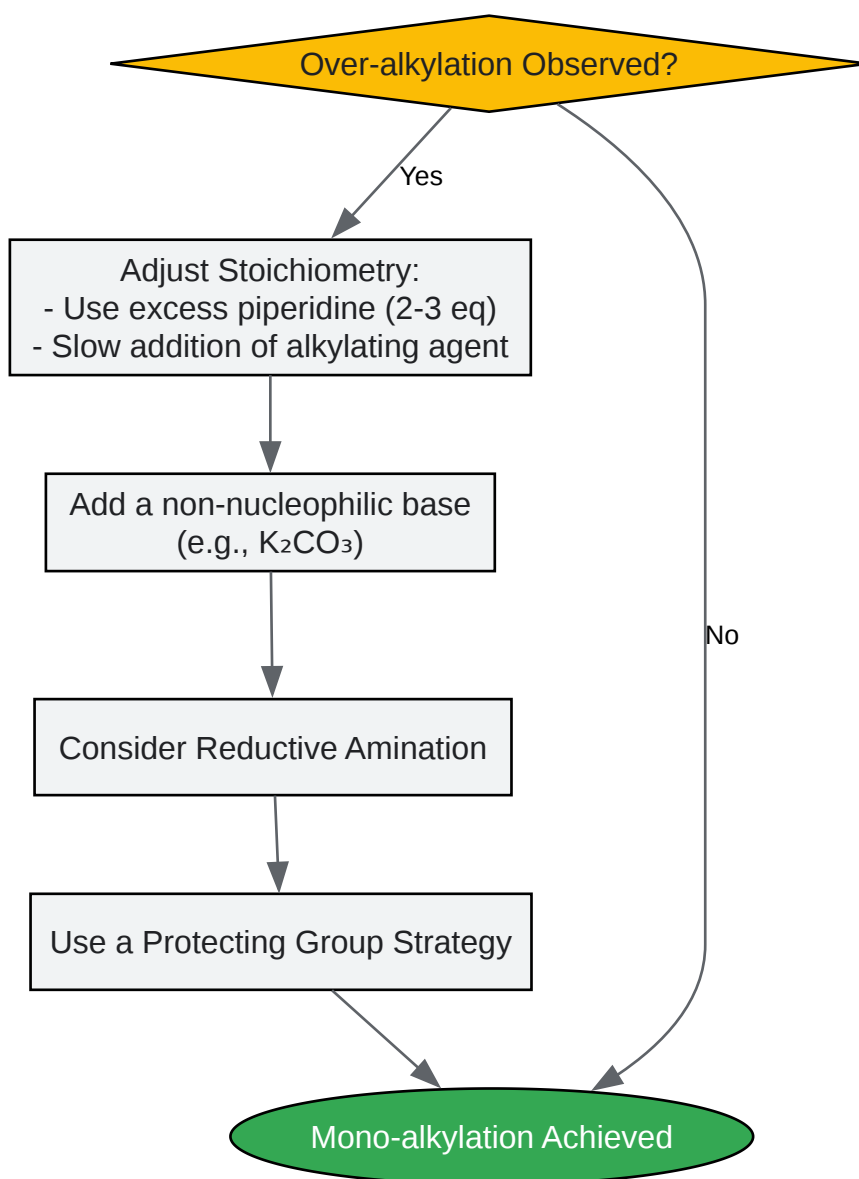 Over-alkylation Observed?
Yes
Adjust Stoichiometry:
- Use excess piperidine (2-3 eq)
- Slow addition of alkylating agent
Add a non-nucleophilic base
(e.g., K₂CO₃)
No
Consider Reductive Amination
Use a Protecting Group Strategy
Mono-alkylation Achieved